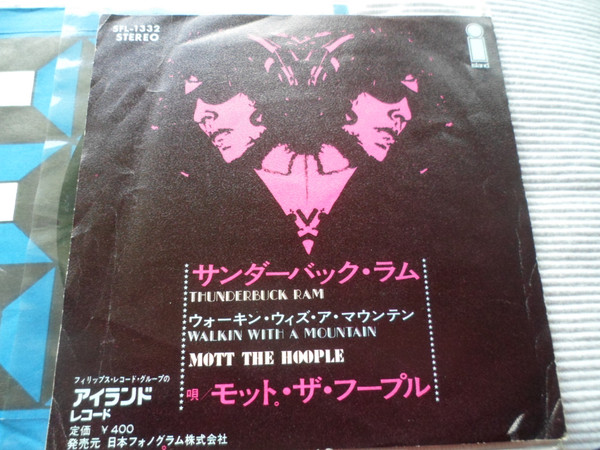 SFL-1332
STEREO
island
サンダーバック・ラム
THUNDERBUCK RAM
ウォーキン・ウィズ・ア・マウンテン
WALKIN WITH A MOUNTAIN
MOTT THE HOOPLE
唄/モット・ザ・フープル
フィリップス・レコード・グループの
アイランド
レコード
定価 ￥400
発売元 日本フォノグラム株式会社